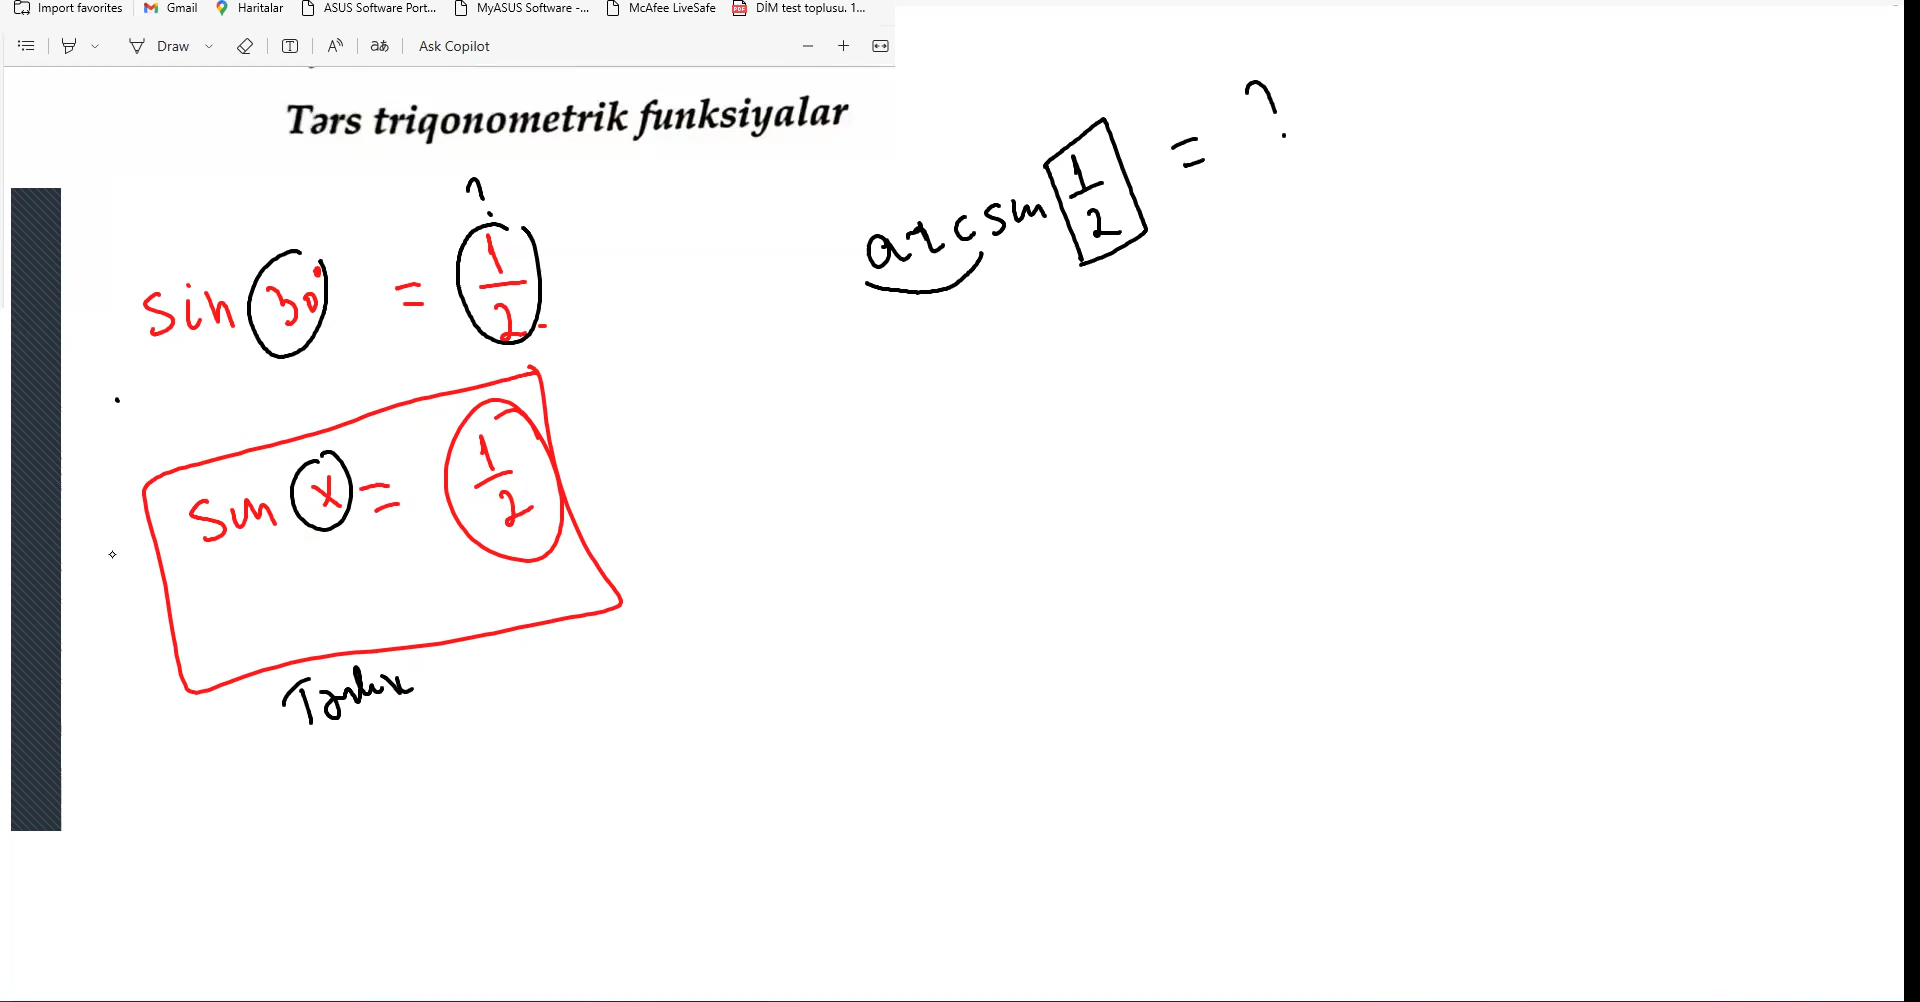 Import favorites Gmail Haritalar ASUS Software Port... MyASUS Software -... McAfee LiveSafe DİM test toplusu. 1...
Draw Ask Copilot
Tərs triqonometrik funksiyalar
?
sin 30° = 1/2
sin x = 1/2
Tənlik
arcsin 1/2 = ?